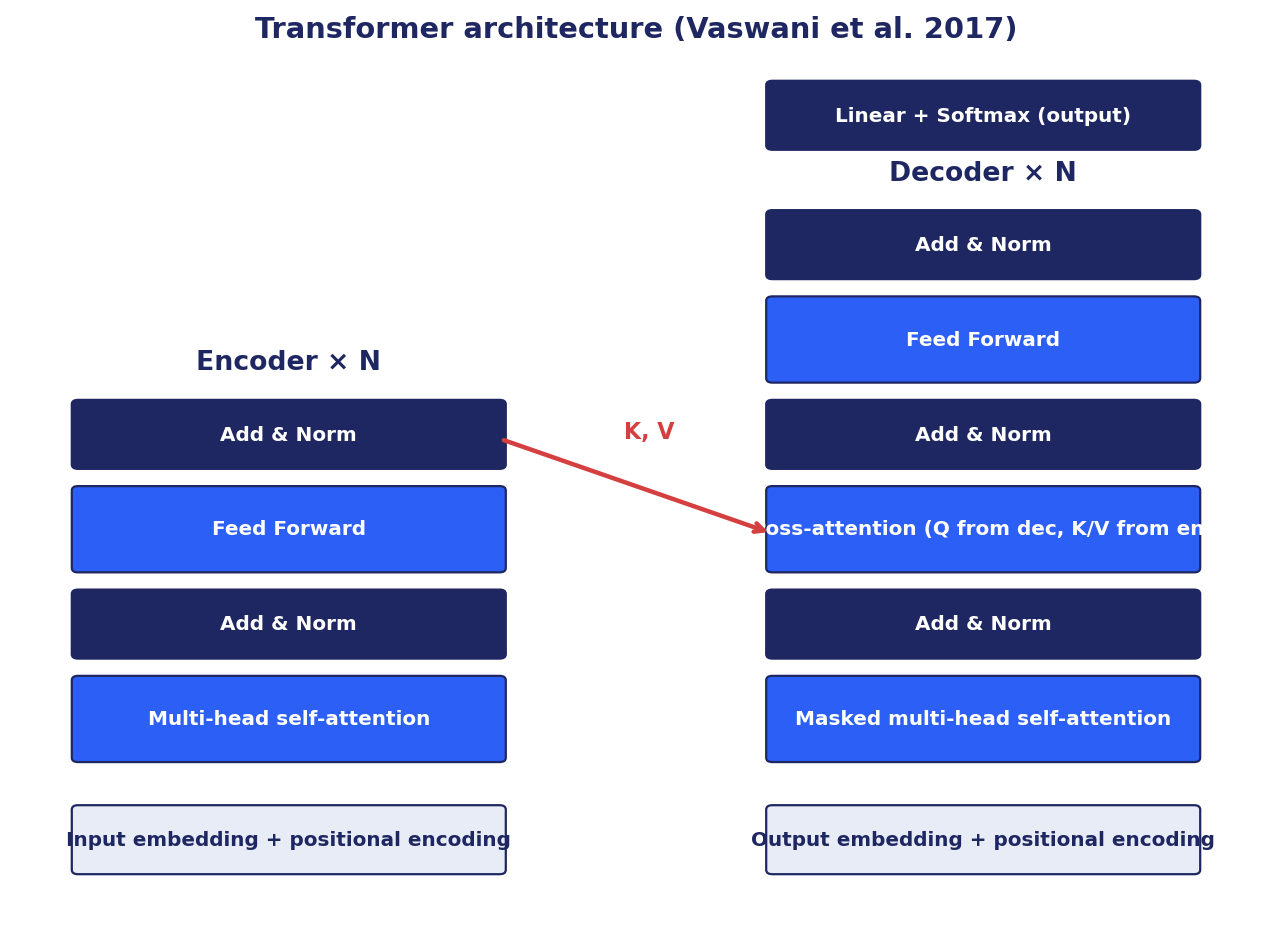 Transformer architecture (Vaswani et al. 2017)
Linear + Softmax (output)
Decoder × N
Add & Norm
Feed Forward
Encoder × N
Add & Norm
Feed Forward
Add & Norm
Multi-head self-attention
Input embedding + positional encoding
K, V
Add & Norm
oss-attention (Q from dec, K/V from en
Add & Norm
Masked multi-head self-attention
Output embedding + positional encoding